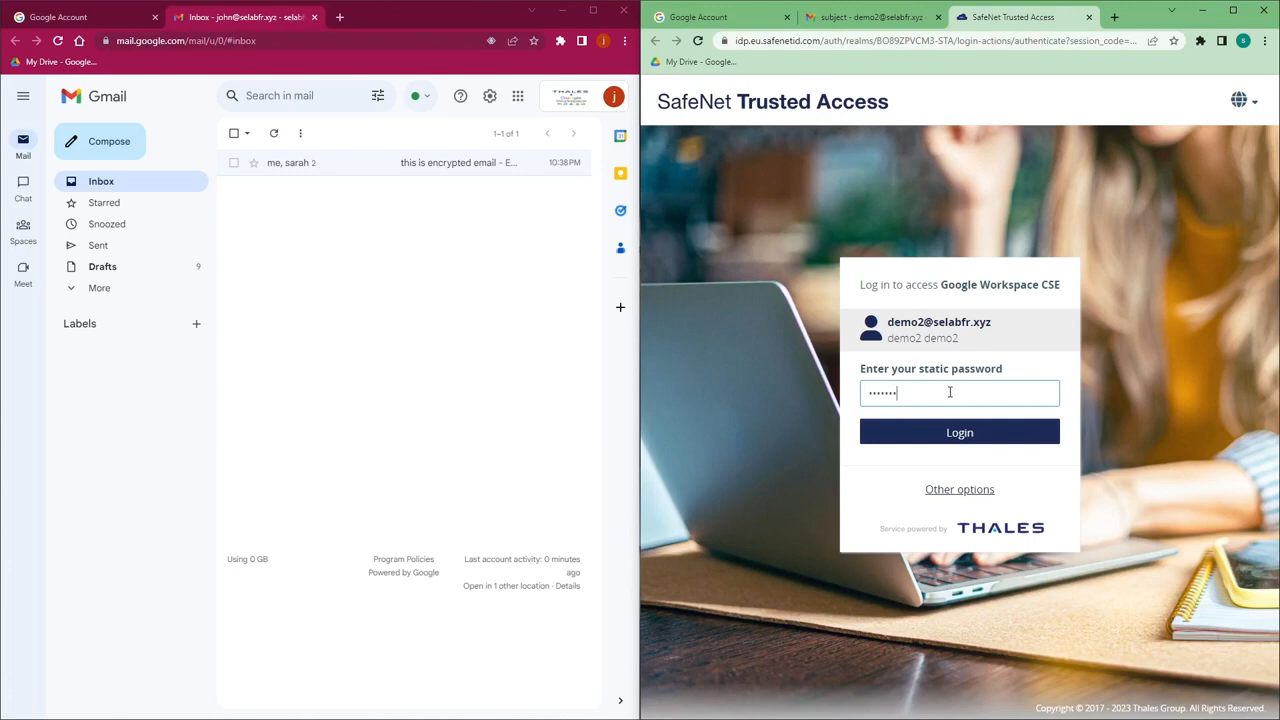 Google Account
Inbox - john@selabfr.xyz - selabf
mail.google.com/mail/u/0/#inbox
j
My Drive - Google...
Gmail
Search in mail
THALES
j
Mail
Chat
Spaces
Meet
Compose
Inbox
Starred
Snoozed
Sent
Drafts 9
More
Labels
1–1 of 1
me, sarah 2 this is encrypted email - E... 10:38 PM
Using 0 GB
Program Policies
Powered by Google
Last account activity: 0 minutes
ago
Open in 1 other location · Details
Google Account
subject - demo2@selabfr.xyz -
SafeNet Trusted Access
idp.eu.safenetid.com/auth/realms/BO89ZPVCM3-STA/login-actions/authenticate?session_code=...
s
My Drive - Google...
SafeNet Trusted Access
Log in to access Google Workspace CSE
demo2@selabfr.xyz
demo2 demo2
Enter your static password
•••••••
Login
Other options
Service powered by THALES
Copyright © 2017 - 2023 Thales Group. All Rights Reserved.